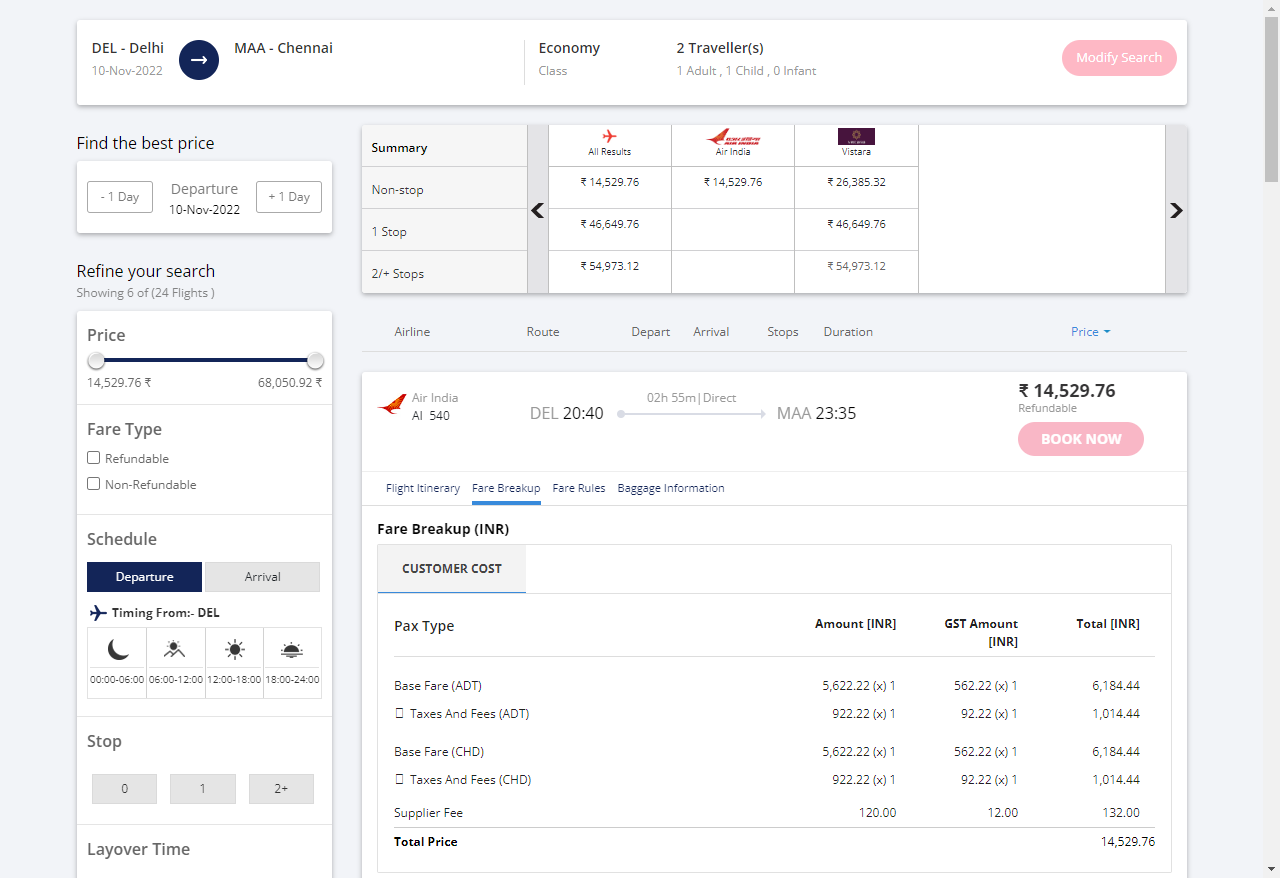 DEL - Delhi
10-Nov-2022
MAA - Chennai
Economy
Class
2 Traveller(s)
1 Adult , 1 Child , 0 Infant
Modify Search
Find the best price
- 1 Day
Departure
10-Nov-2022
+ 1 Day
Refine your search
Showing 6 of (24 Flights )
Price
14,529.76 ₹
68,050.92 ₹
Fare Type
Refundable
Non-Refundable
Schedule
Departure
Arrival
Timing From:- DEL
00:00-06:00
06:00-12:00
12:00-18:00
18:00-24:00
Stop
0
1
2+
Layover Time
Summary
All Results
Air India
Vistara
Non-stop
₹ 14,529.76
₹ 14,529.76
₹ 26,385.32
1 Stop
₹ 46,649.76
₹ 46,649.76
2/+ Stops
₹ 54,973.12
₹ 54,973.12
Airline
Route
Depart
Arrival
Stops
Duration
Price
Air India
AI 540
DEL 20:40
02h 55m|Direct
MAA 23:35
₹ 14,529.76
Refundable
BOOK NOW
Flight Itinerary
Fare Breakup
Fare Rules
Baggage Information
Fare Breakup (INR)
CUSTOMER COST
Pax Type
Amount [INR]
GST Amount
[INR]
Total [INR]
Base Fare (ADT)
5,622.22 (x) 1
562.22 (x) 1
6,184.44
Taxes And Fees (ADT)
922.22 (x) 1
92.22 (x) 1
1,014.44
Base Fare (CHD)
5,622.22 (x) 1
562.22 (x) 1
6,184.44
Taxes And Fees (CHD)
922.22 (x) 1
92.22 (x) 1
1,014.44
Supplier Fee
120.00
12.00
132.00
Total Price
14,529.76